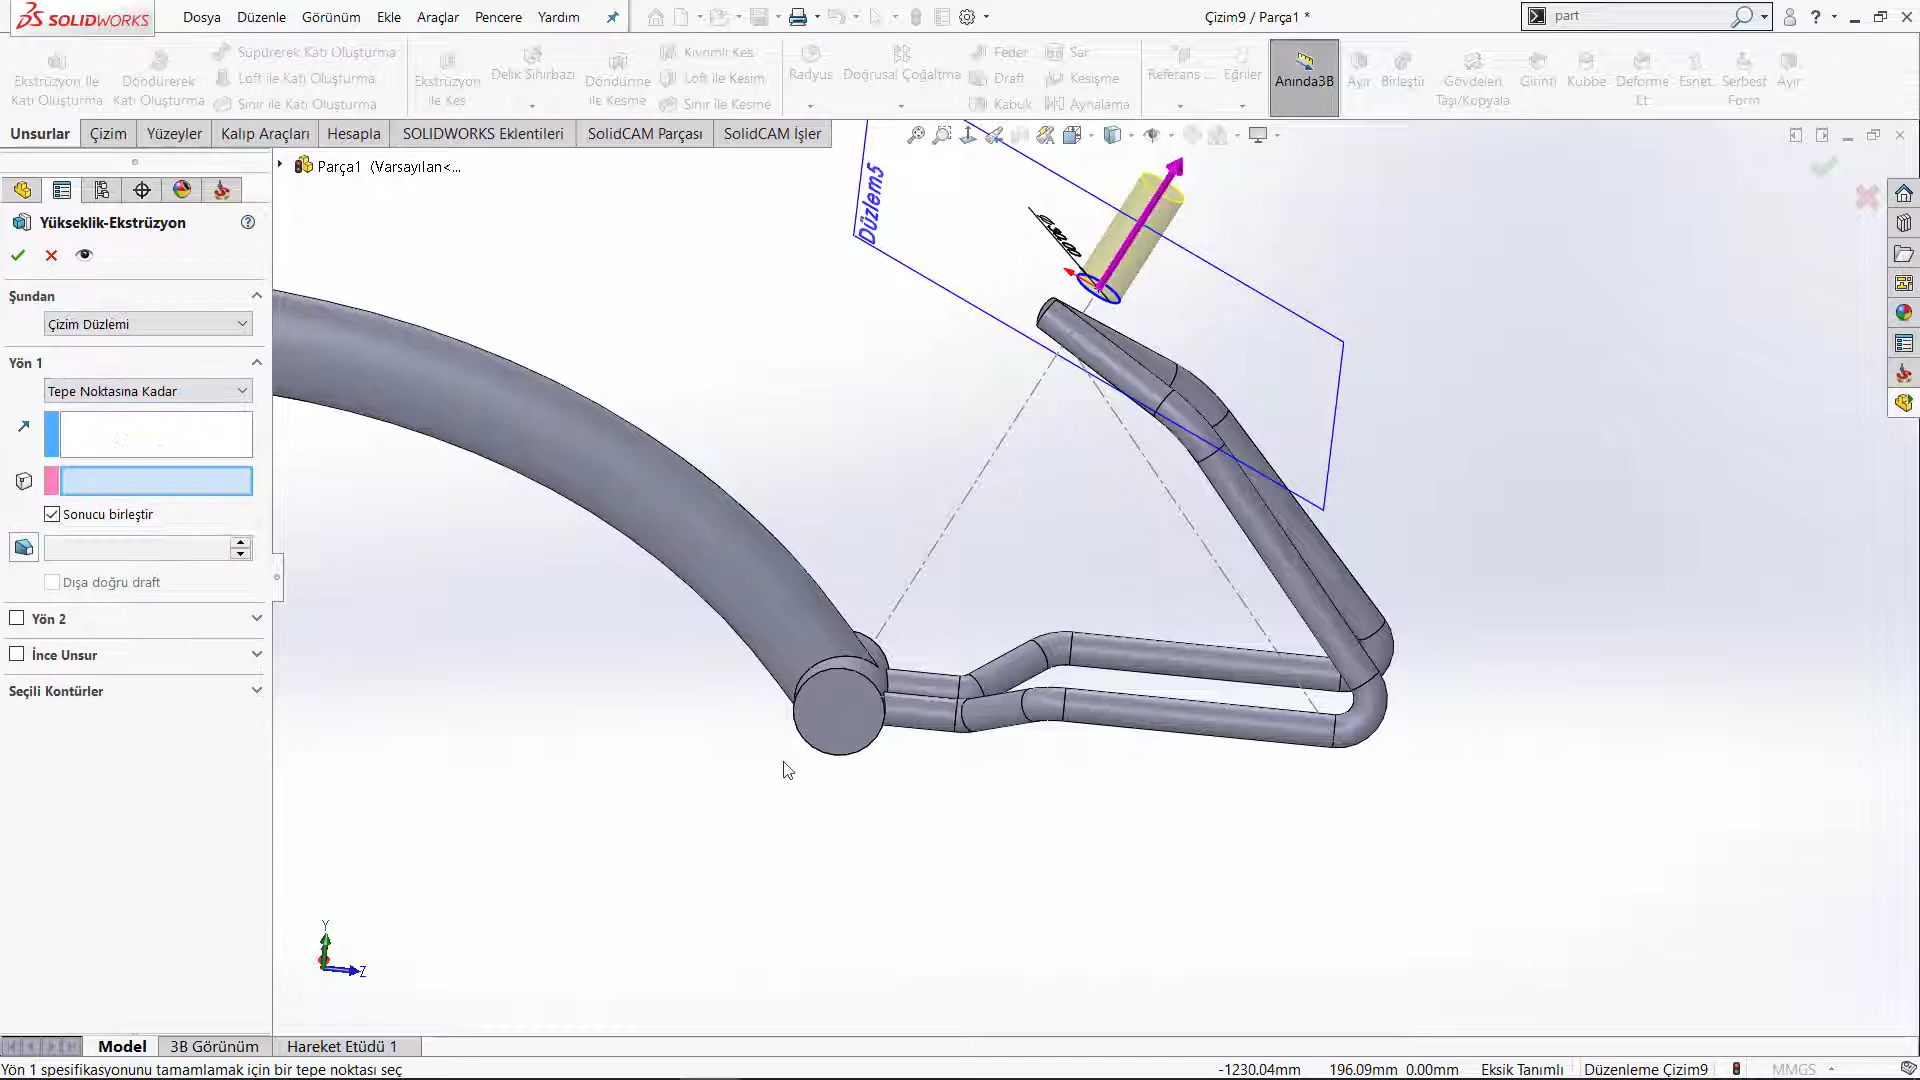 SOLIDWORKS Dosya Düzenle Görünüm Ekle Araçlar Pencere Yardım Çizim9 / Parça1 * part
Ekstrüzyon İle Katı Oluşturma
Döndürerek Katı Oluşturma
Süpürerek Katı Oluşturma
Loft ile Katı Oluşturma
Sınır ile Katı Oluşturma
Ekstrüzyon ile Kes
Delik Sihirbazı
Döndürme ile Kesme
Kıvrımlı Kes
Loft ile Kesim
Sınır ile Kesme
Radyus
Doğrusal Çoğaltma
Feder
Draft
Kabuk
Sar
Kesişme
Aynalama
Referans ...
Eğriler
Anında3B
Ayır
Birleştir
Gövdeleri Taşı/Kopyala
Girinti
Kubbe
Deforme Et
Esnet
Serbest Form
Ayır
Unsurlar Çizim Yüzeyler Kalıp Araçları Hesapla SOLIDWORKS Eklentileri SolidCAM Parçası SolidCAM İşler
Parça1 (Varsayılan<...
Yükseklik-Ekstrüzyon
Şundan
Çizim Düzlemi
Yön 1
Tepe Noktasına Kadar
Sonucu birleştir
Dışa doğru draft
Yön 2
İnce Unsur
Seçili Kontürler
Düzlem5
Y
Z
Model 3B Görünüm Hareket Etüdü 1
Yön 1 spesifikasyonunu tamamlamak için bir tepe noktası seç -1230.04mm 196.09mm 0.00mm Eksik Tanımlı Düzenleme Çizim9 MMGS